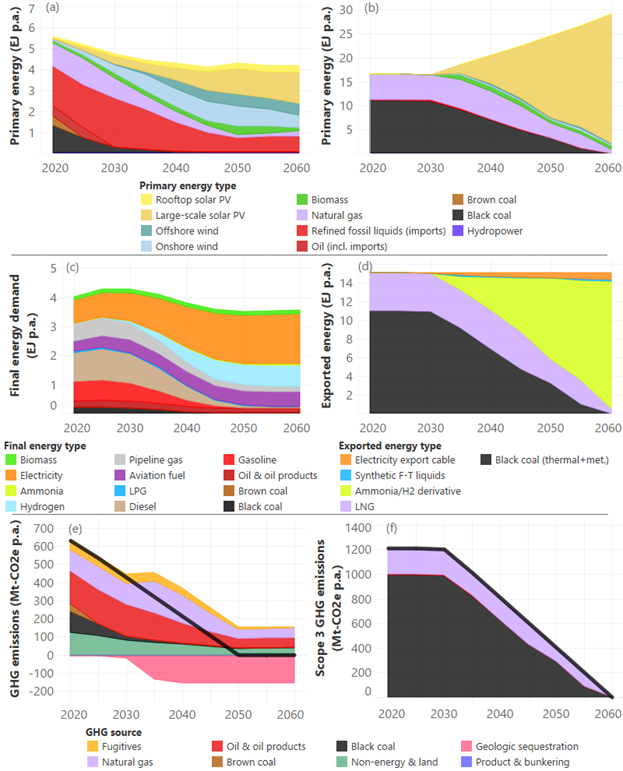 (a)
Primary energy (EJ p.a.)
7
6
5
4
3
2
1
2020 2030 2040 2050 2060
(b)
Primary energy (EJ p.a.)
30
25
20
15
10
5
2020 2030 2040 2050 2060
Primary energy type
Rooftop solar PV
Large-scale solar PV
Offshore wind
Onshore wind
Biomass
Natural gas
Refined fossil liquids (imports)
Oil (incl. imports)
Brown coal
Black coal
Hydropower
(c)
Final energy demand
(EJ p.a.)
5
4
3
2
1
0
2020 2030 2040 2050 2060
(d)
Exported energy (EJ p.a.)
14
12
10
8
6
4
2
2020 2030 2040 2050 2060
Final energy type
Biomass
Electricity
Ammonia
Hydrogen
Pipeline gas
Aviation fuel
LPG
Diesel
Gasoline
Oil & oil products
Brown coal
Black coal
Exported energy type
Electricity export cable
Synthetic F-T liquids
Ammonia/H2 derivative
LNG
Black coal (thermal+met.)
(e)
GHG emissions (Mt-CO2e p.a.)
700
600
500
400
300
200
100
0
-100
-200
2020 2030 2040 2050 2060
(f)
Scope 3 GHG emissions
(Mt-CO2e p.a.)
1400
1200
1000
800
600
400
200
0
2020 2030 2040 2050 2060
GHG source
Fugitives
Natural gas
Oil & oil products
Brown coal
Black coal
Non-energy & land
Geologic sequestration
Product & bunkering